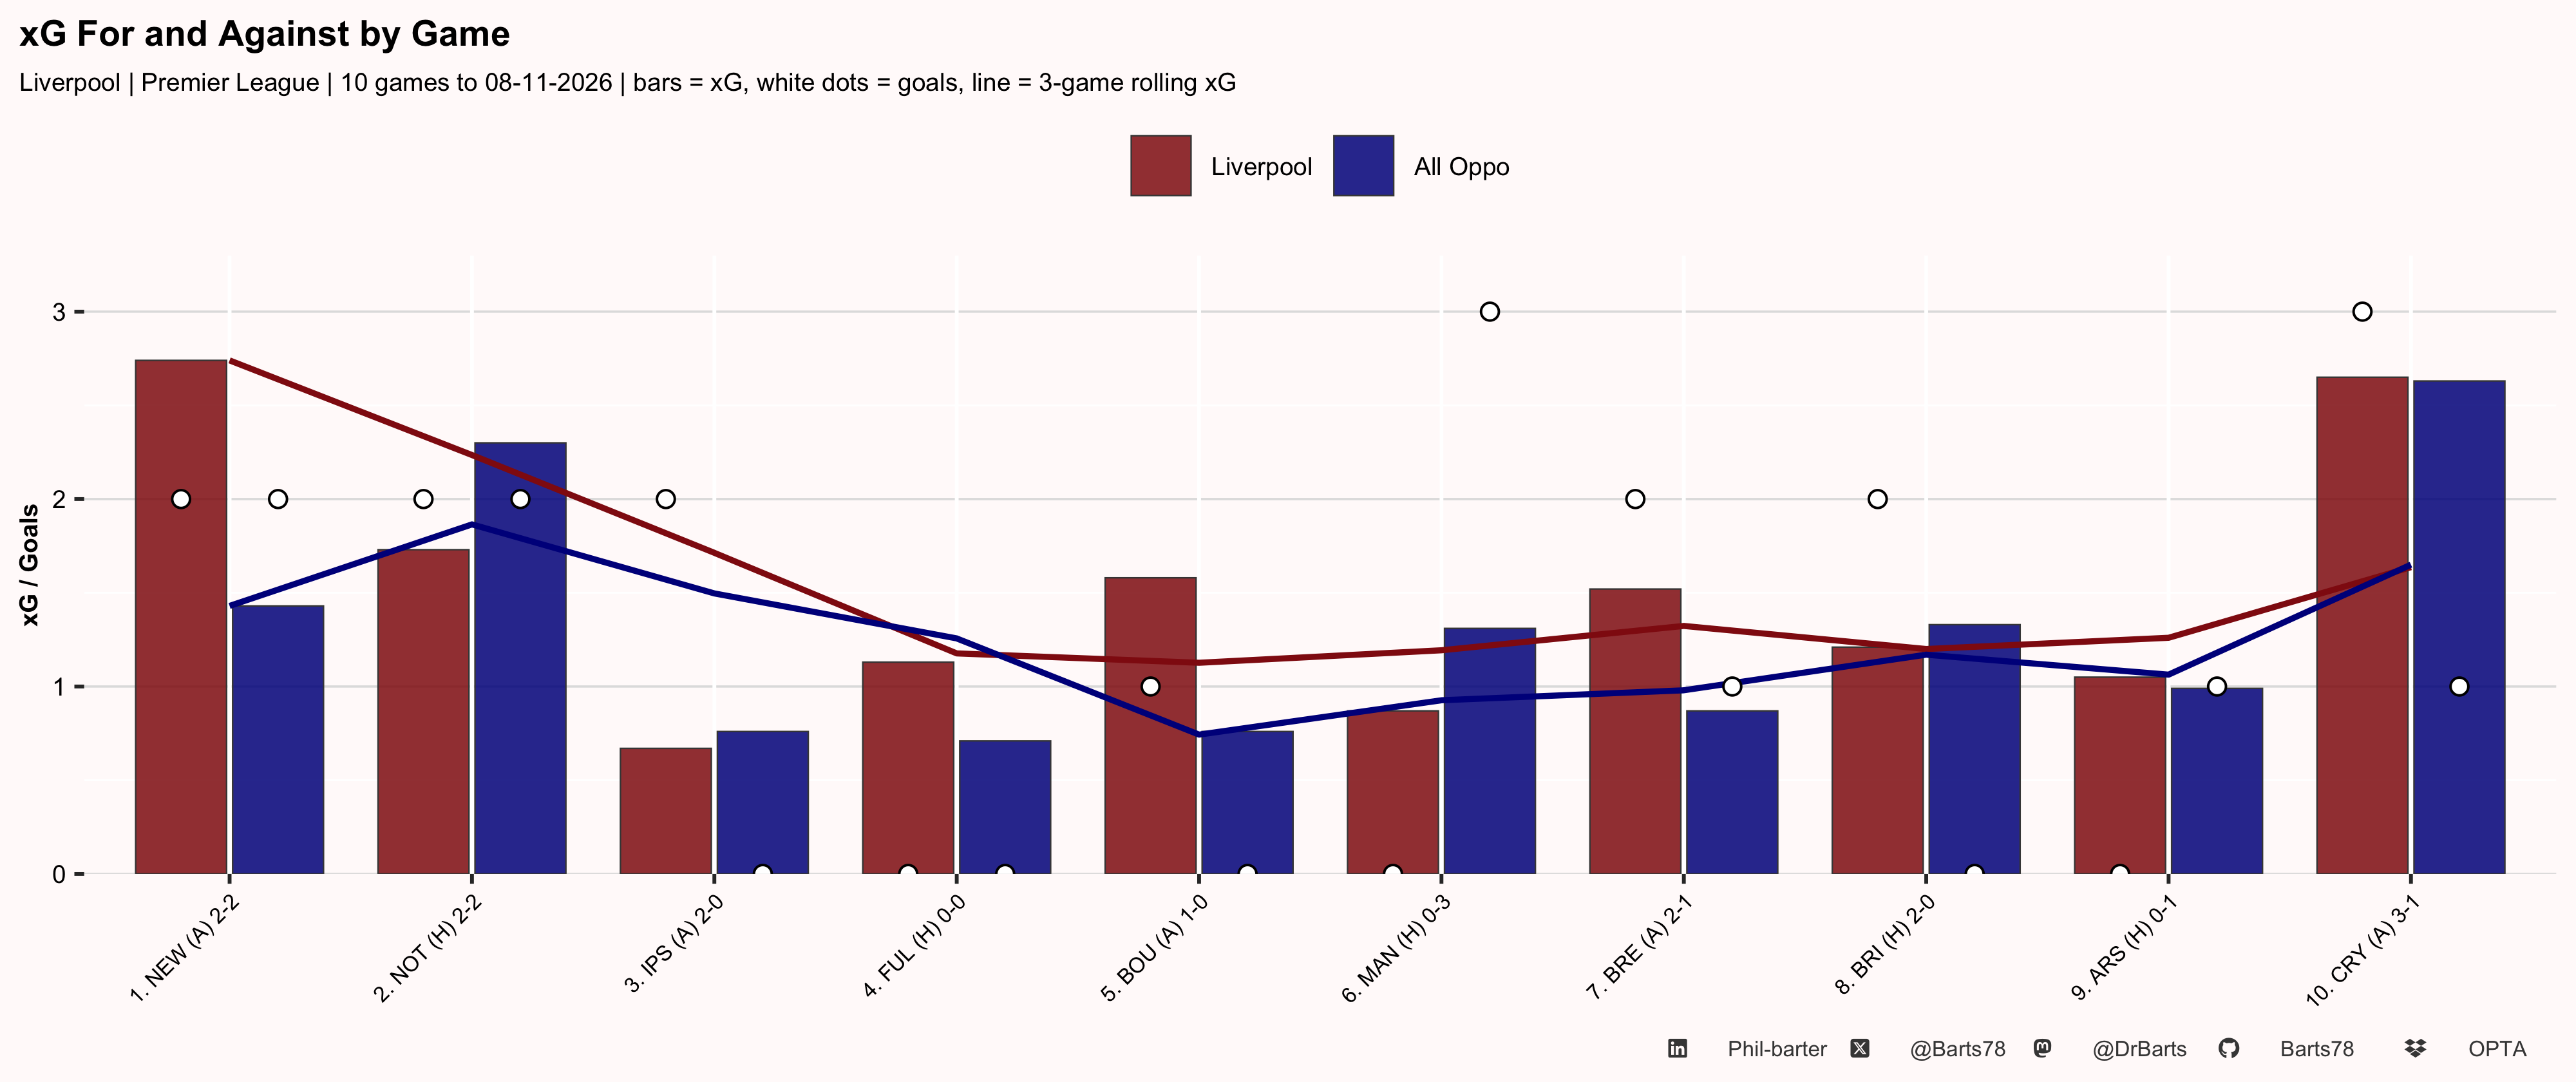 xG For and Against by Game
Liverpool | Premier League | 10 games to 08-11-2026 | bars = xG, white dots = goals, line = 3-game rolling xG
Liverpool
All Oppo
xG / Goals
3
2
1
0
1. NEW (A) 2-2
2. NOT (H) 2-2
3. IPS (A) 2-0
4. FUL (H) 0-0
5. BOU (A) 1-0
6. MAN (H) 0-3
7. BRE (A) 2-1
8. BRI (H) 2-0
9. ARS (H) 0-1
10. CRY (A) 3-1
Phil-barter @Barts78 @DrBarts Barts78 OPTA